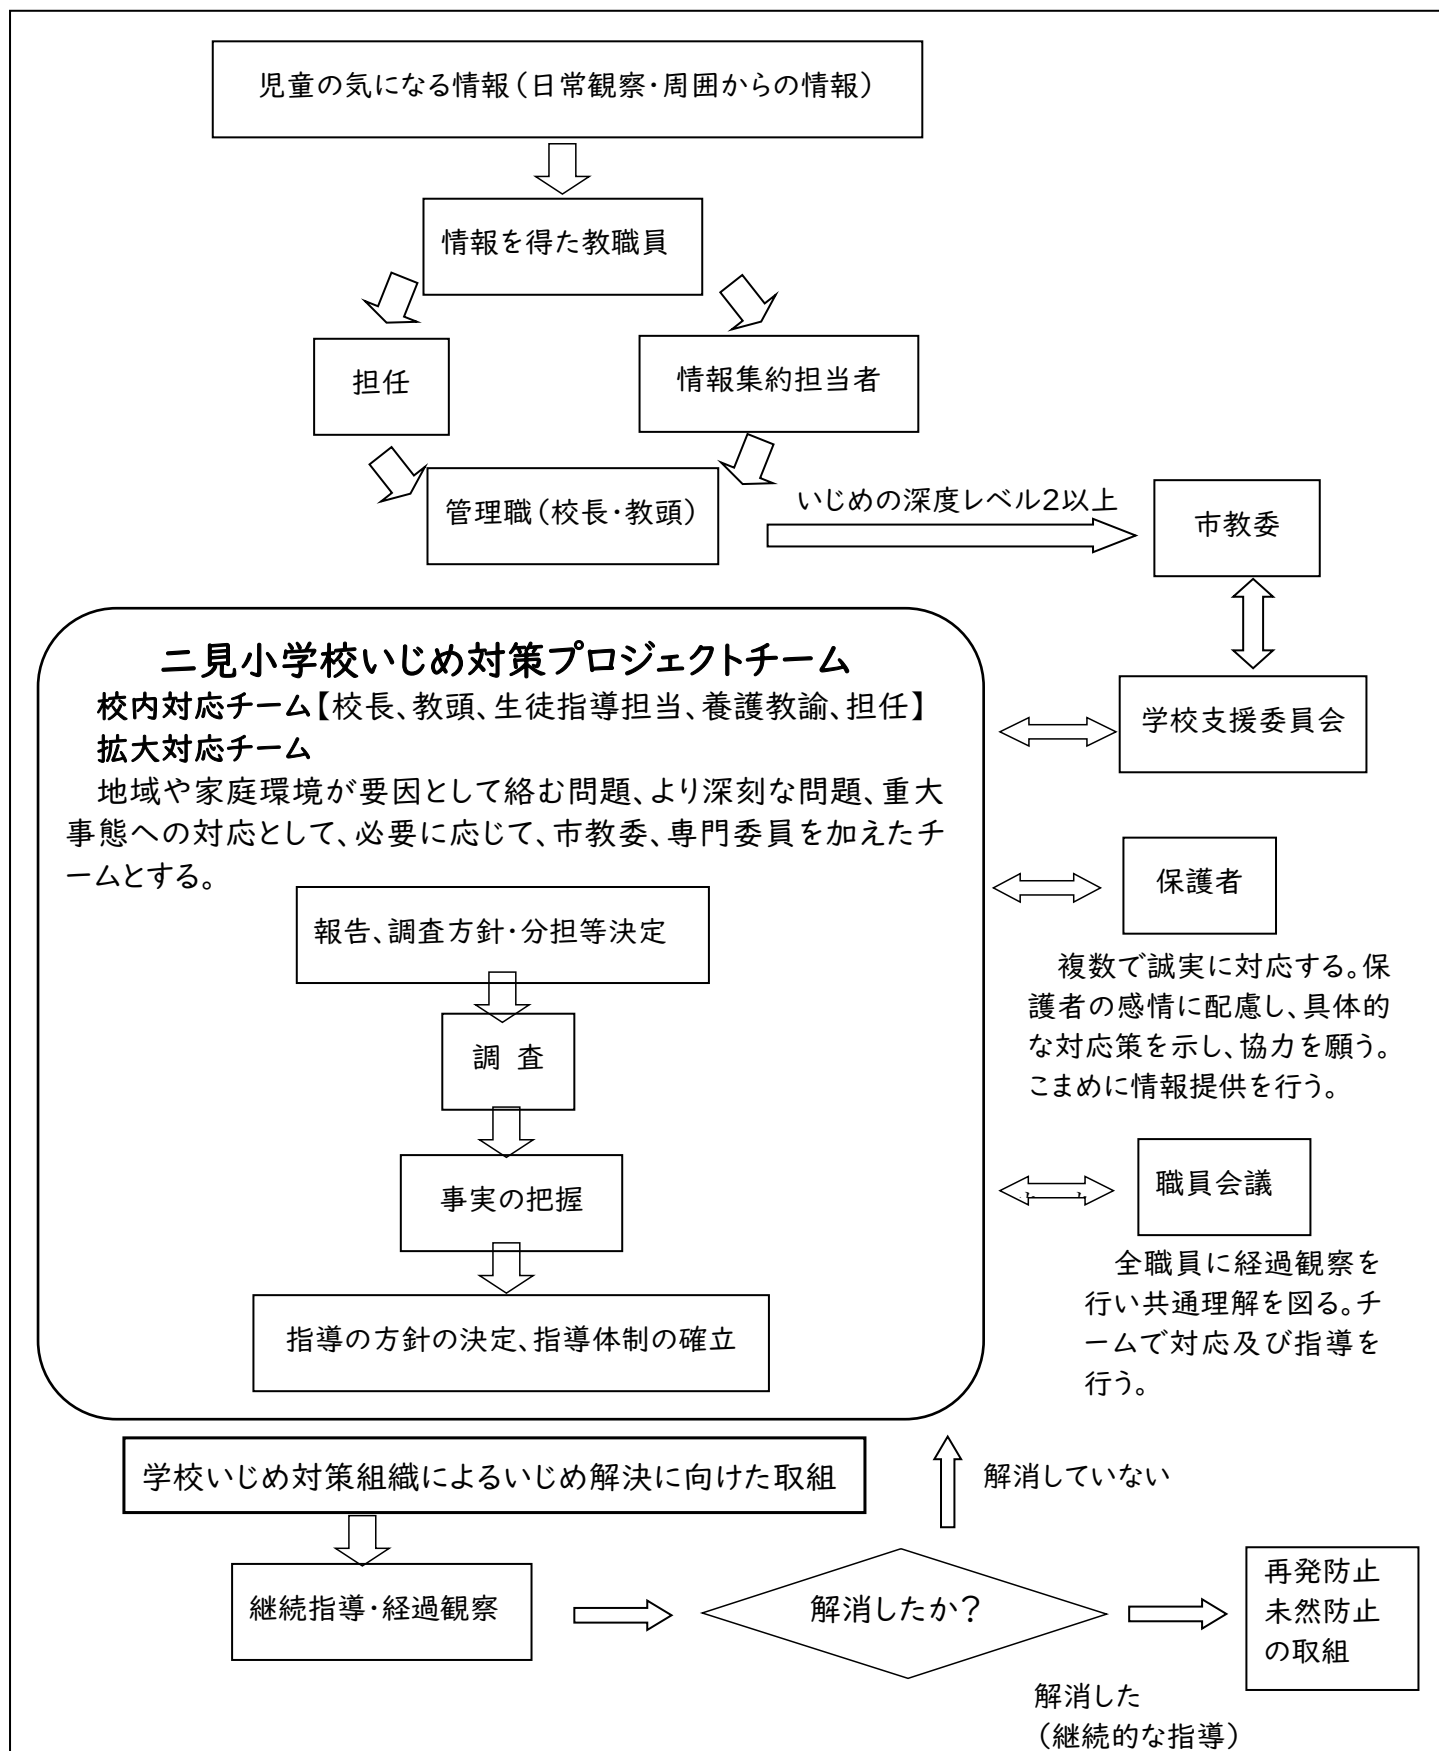 児童の気になる情報(日常観察・周囲からの情報)
情報を得た教職員
担任
情報集約担当者
管理職(校長・教頭)
いじめの深度レベル2以上
市教委
二見小学校いじめ対策プロジェクトチーム
校内対応チーム【校長、教頭、生徒指導担当、養護教諭、担任】
拡大対応チーム
地域や家庭環境が要因として絡む問題、より深刻な問題、重大
事態への対応として、必要に応じて、市教委、専門委員を加えたチ
ームとする。
学校支援委員会
報告、調査方針・分担等決定
調 査
事実の把握
指導の方針の決定、指導体制の確立
保護者
複数で誠実に対応する。保
護者の感情に配慮し、具体的
な対応策を示し、協力を願う。
こまめに情報提供を行う。
職員会議
全職員に経過観察を
行い共通理解を図る。チ
ームで対応及び指導を
行う。
学校いじめ対策組織によるいじめ解決に向けた取組
解消していない
継続指導・経過観察
解消したか?
再発防止
未然防止
の取組
解消した
(継続的な指導)